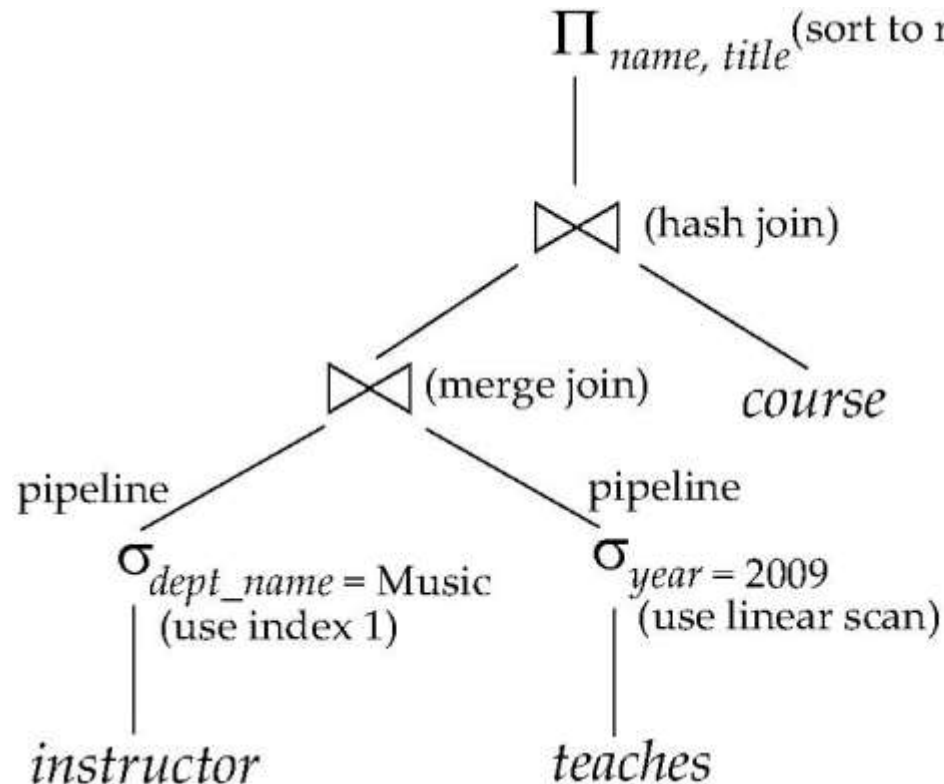 Π name, title (sort to
(hash join)
(merge join)
course
pipeline
pipeline
σ dept_name = Music
(use index 1)
σ year = 2009
(use linear scan)
instructor
teaches